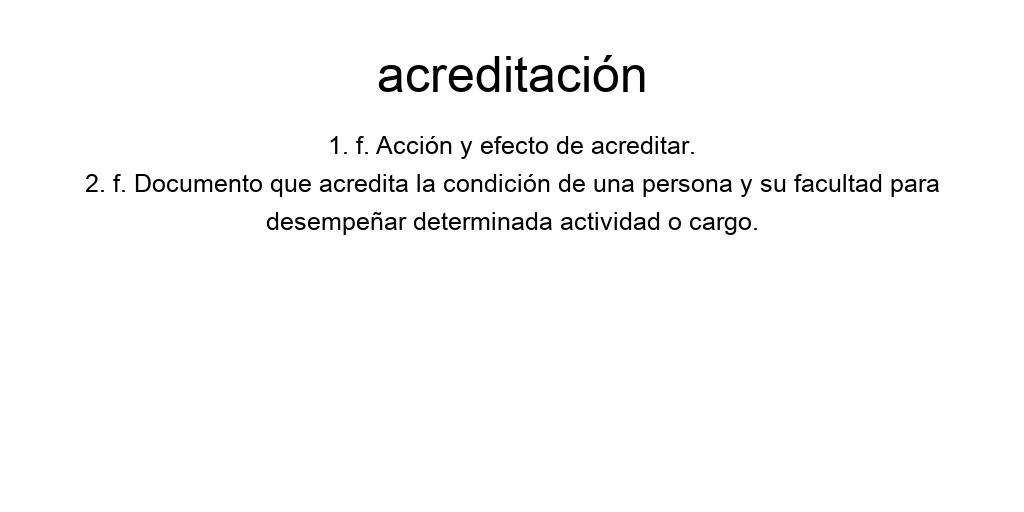 acreditación
1. f. Acción y efecto de acreditar.
2. f. Documento que acredita la condición de una persona y su facultad para
desempeñar determinada actividad o cargo.